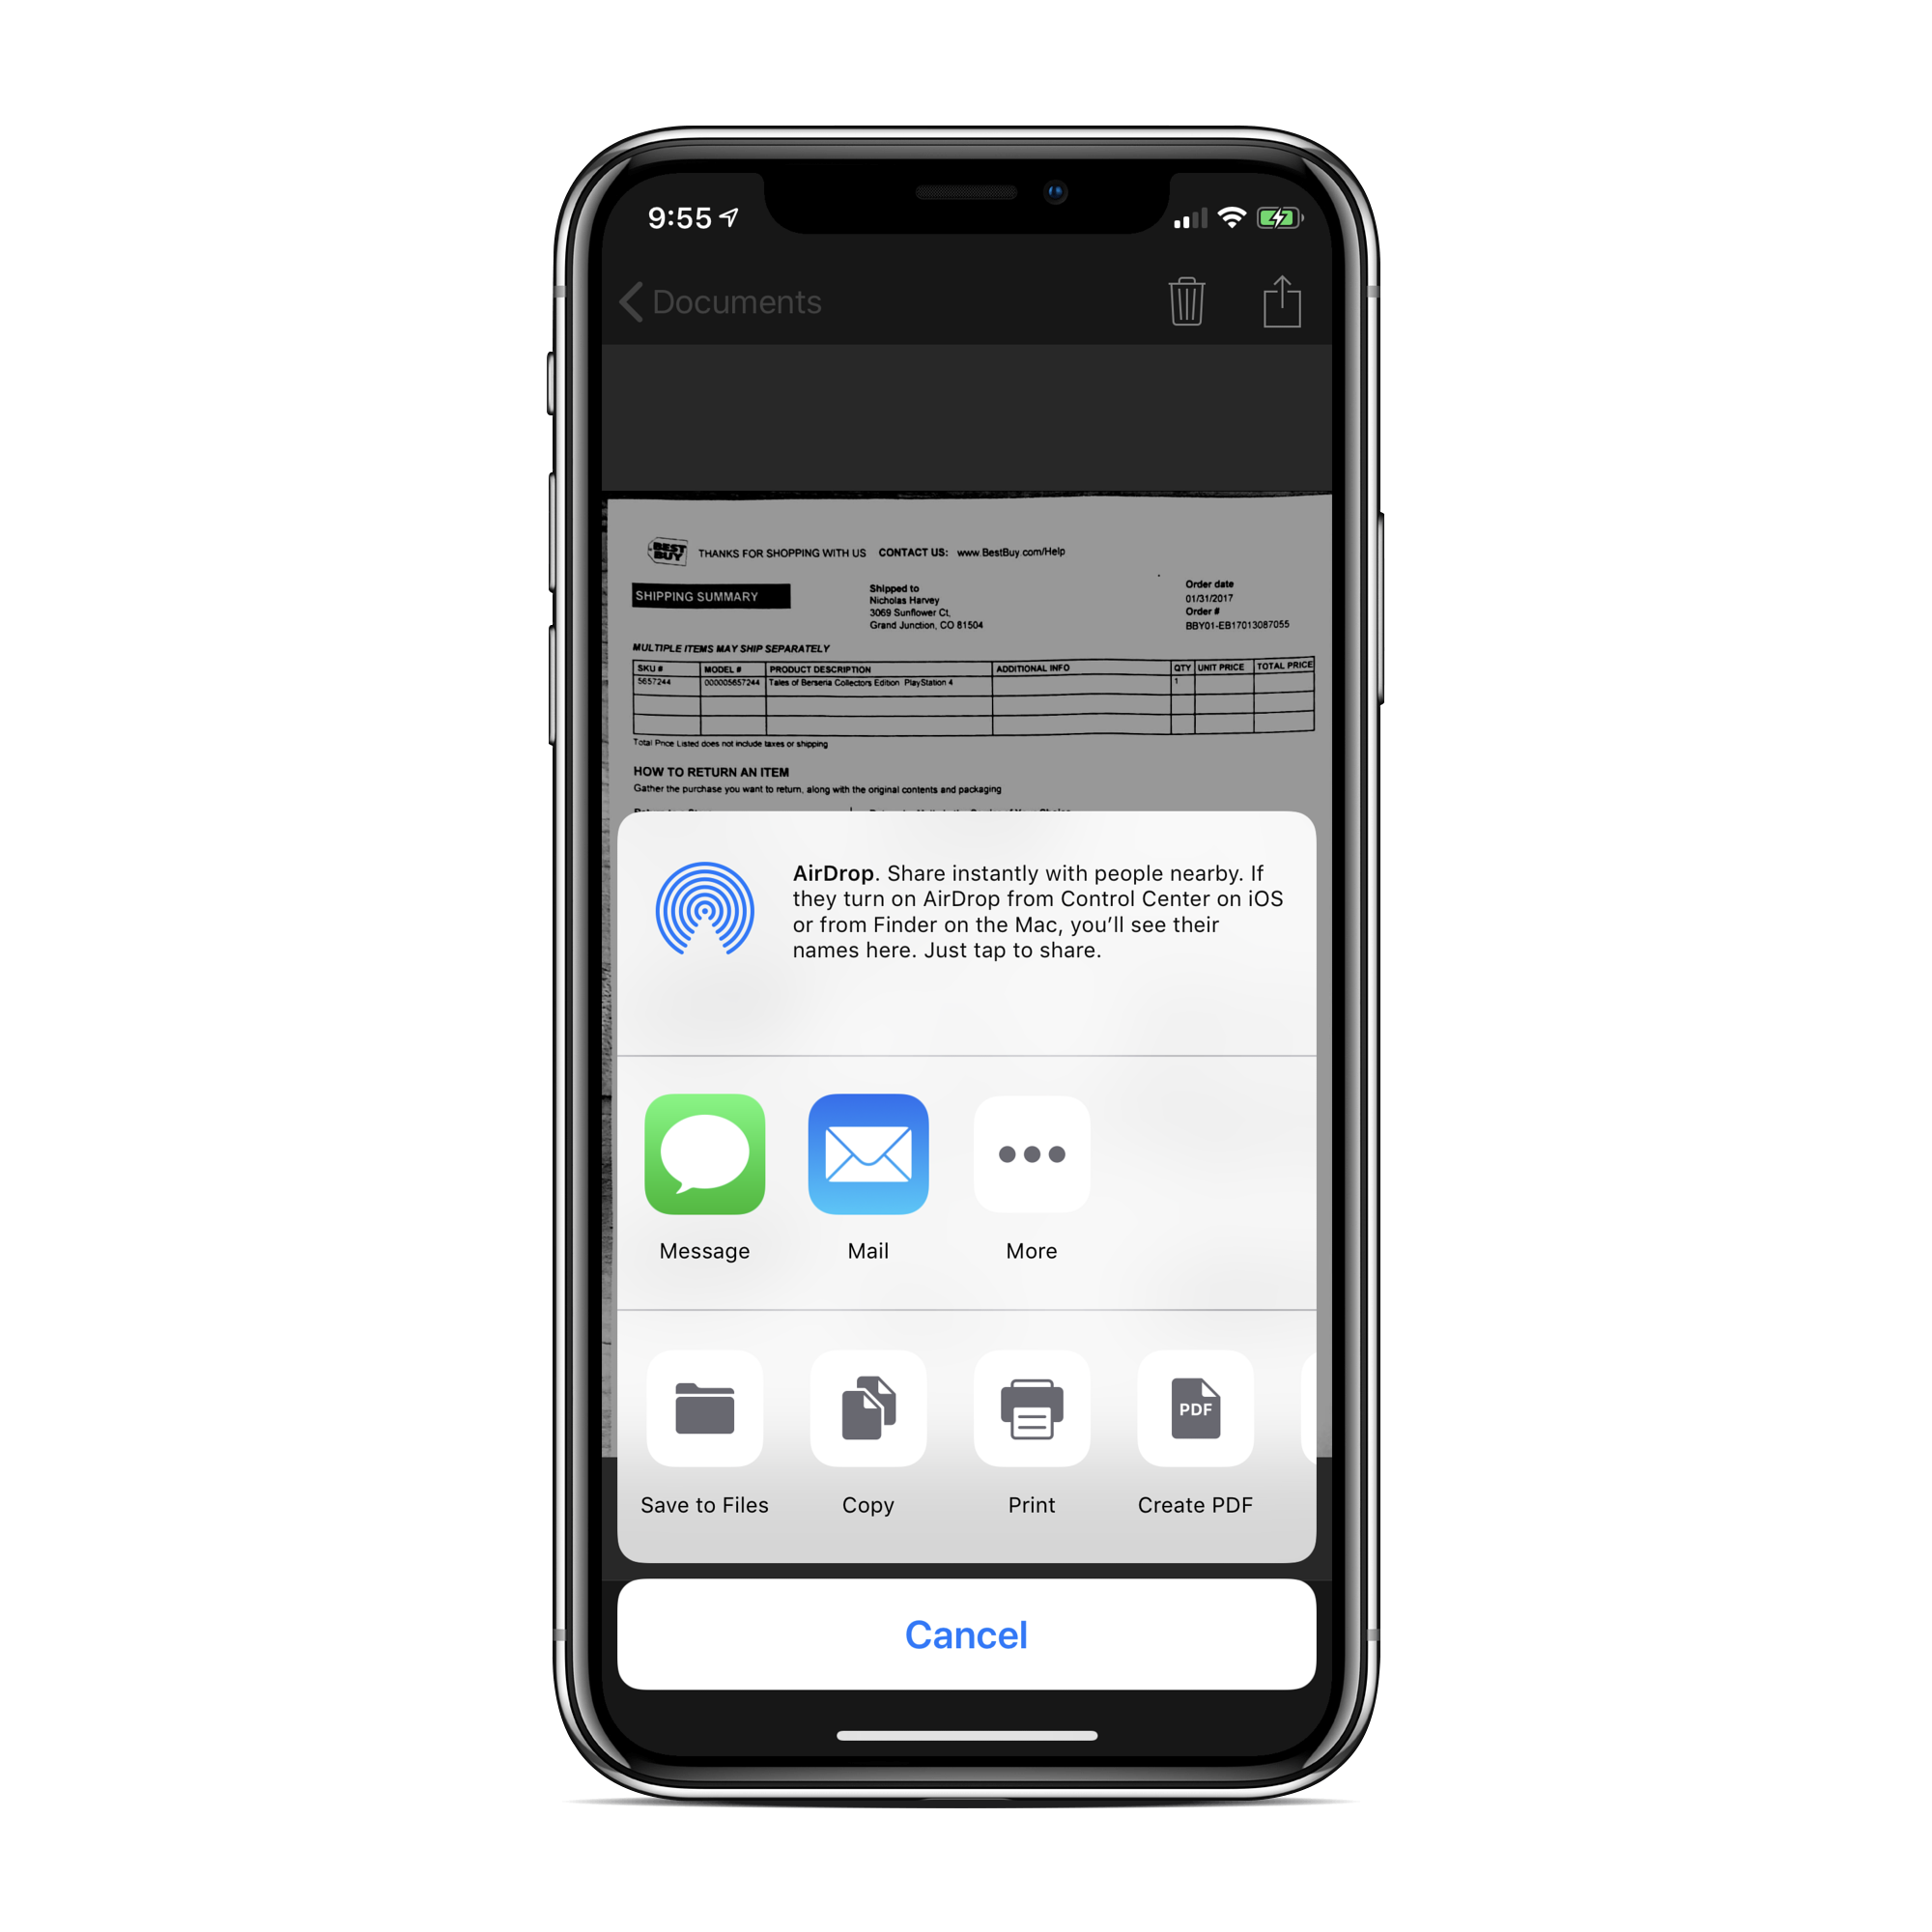 9:55
Documents
BEST BUY
THANKS FOR SHOPPING WITH US CONTACT US: www.BestBuy.com/Help
SHIPPING SUMMARY
Shipped to
Nicholas Harvey
3069 Sunflower Ct.
Grand Junction, CO 81504
Order date
01/31/2017
Order #
BBY01-EB17013087055
MULTIPLE ITEMS MAY SHIP SEPARATELY
SKU # MODEL # PRODUCT DESCRIPTION ADDITIONAL INFO QTY UNIT PRICE TOTAL PRICE
5657244 000005657244 Tales of Berseria Collectors Edition PlayStation 4 1
Total Price Listed does not include taxes or shipping
HOW TO RETURN AN ITEM
Gather the purchase you want to return, along with the original contents and packaging
AirDrop. Share instantly with people nearby. If
they turn on AirDrop from Control Center on iOS
or from Finder on the Mac, you’ll see their
names here. Just tap to share.
Message Mail More
PDF
Save to Files Copy Print Create PDF
Cancel